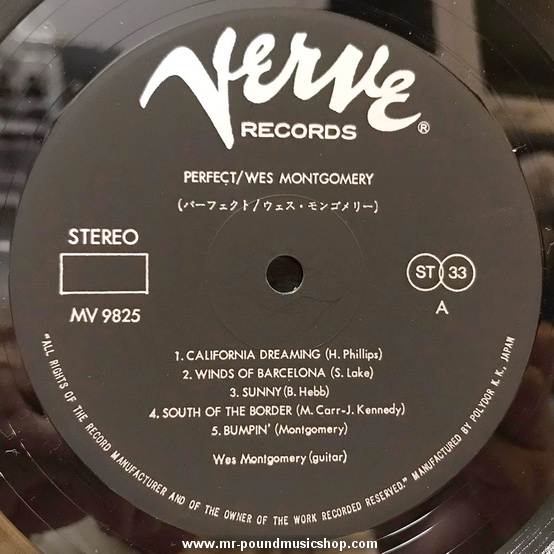 Verve
RECORDS ®
PERFECT/WES MONTGOMERY
(パーフェクト/ウェス・モンゴメリー)
STEREO
MV 9825
ST 33
A
1. CALIFORNIA DREAMING (H. Phillips)
2. WINDS OF BARCELONA (S. Lake)
3. SUNNY (B. Hebb)
4. SOUTH OF THE BORDER (M. Carr-J. Kennedy)
5. BUMPIN' (Montgomery)
Wes Montgomery (guitar)
"ALL RIGHTS OF THE RECORD MANUFACTURER AND OF THE OWNER OF THE WORK RECORDED RESERVED." MANUFACTURED BY POLYDOR K. K., JAPAN
www.mr-poundmusicshop.com